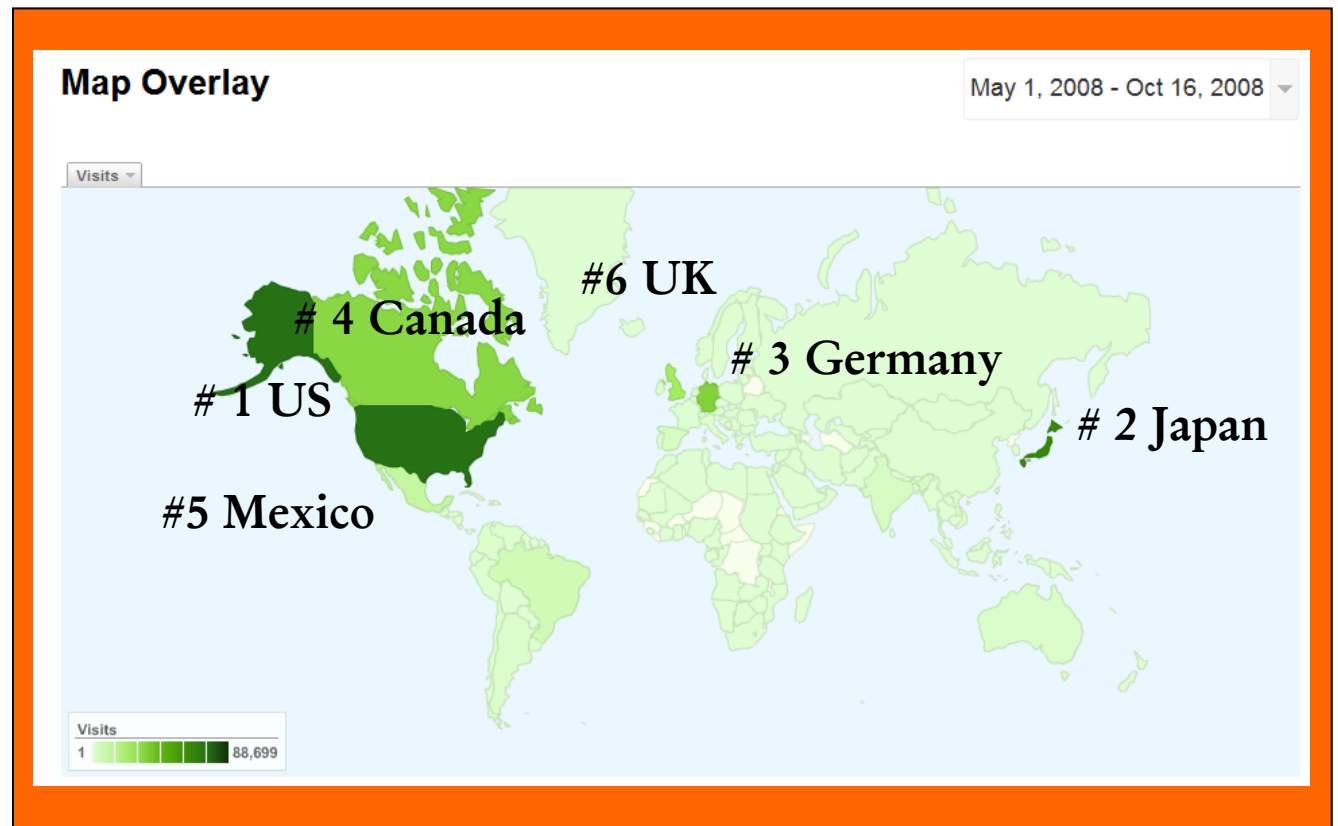 Map Overlay
May 1, 2008 - Oct 16, 2008
Visits
#6 UK
# 4 Canada
# 3 Germany
# 1 US
# 2 Japan
#5 Mexico
Visits
1 88,699